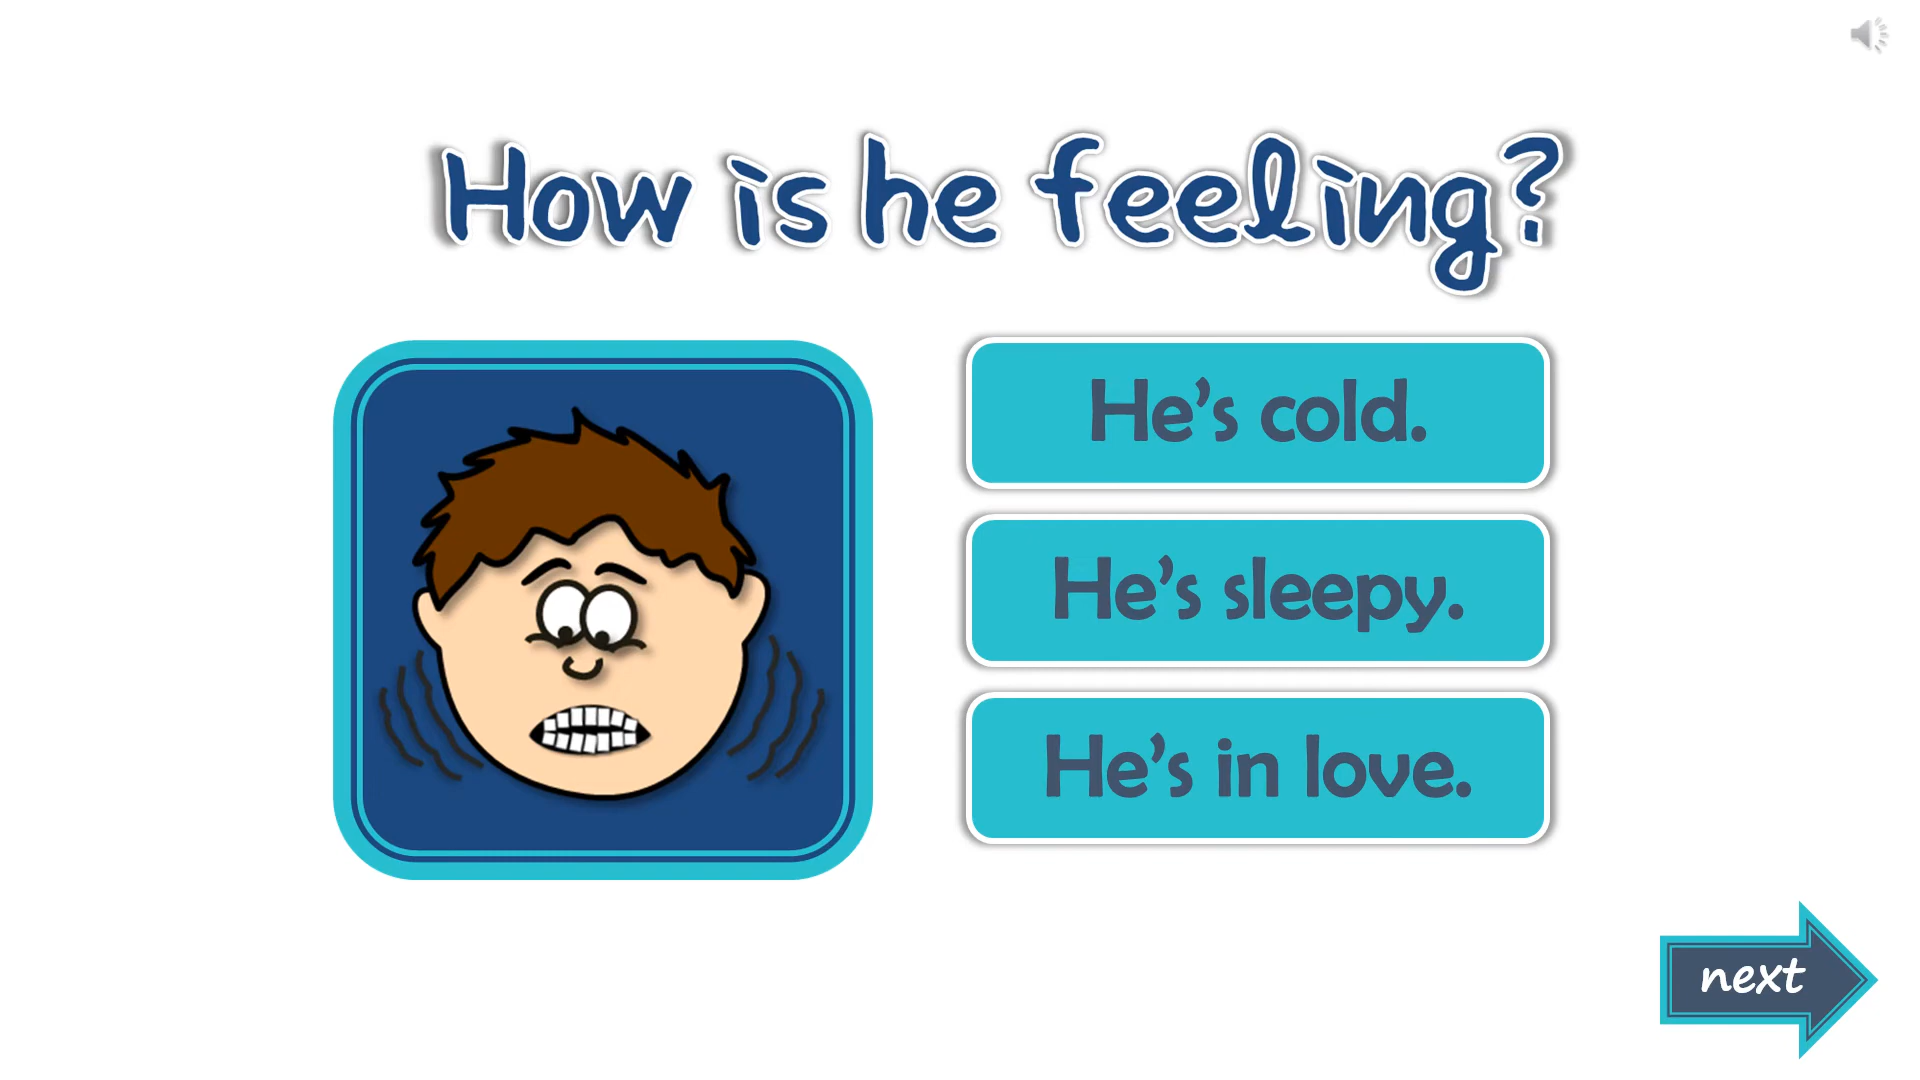 How is he feeling?
He’s cold.
He’s sleepy.
He’s in love.
next